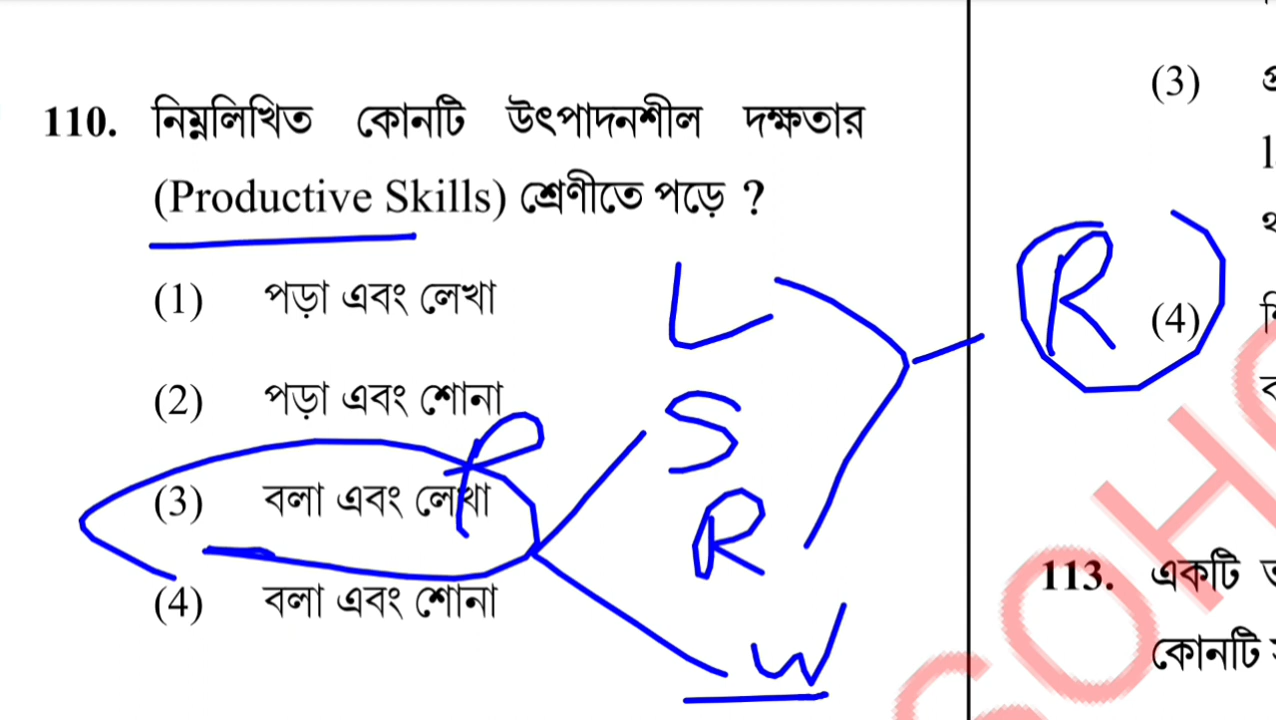 110. নিম্নলিখিত কোনটি উৎপাদনশীল দক্ষতার
(Productive Skills) শ্রেণীতে পড়ে ?
(1) পড়া এবং লেখা
(2) পড়া এবং শোনা
(3) বলা এবং লেখা
(4) বলা এবং শোনা
L
S
R
W
P
R
(3)
(4)
113. একটি
কোনটি